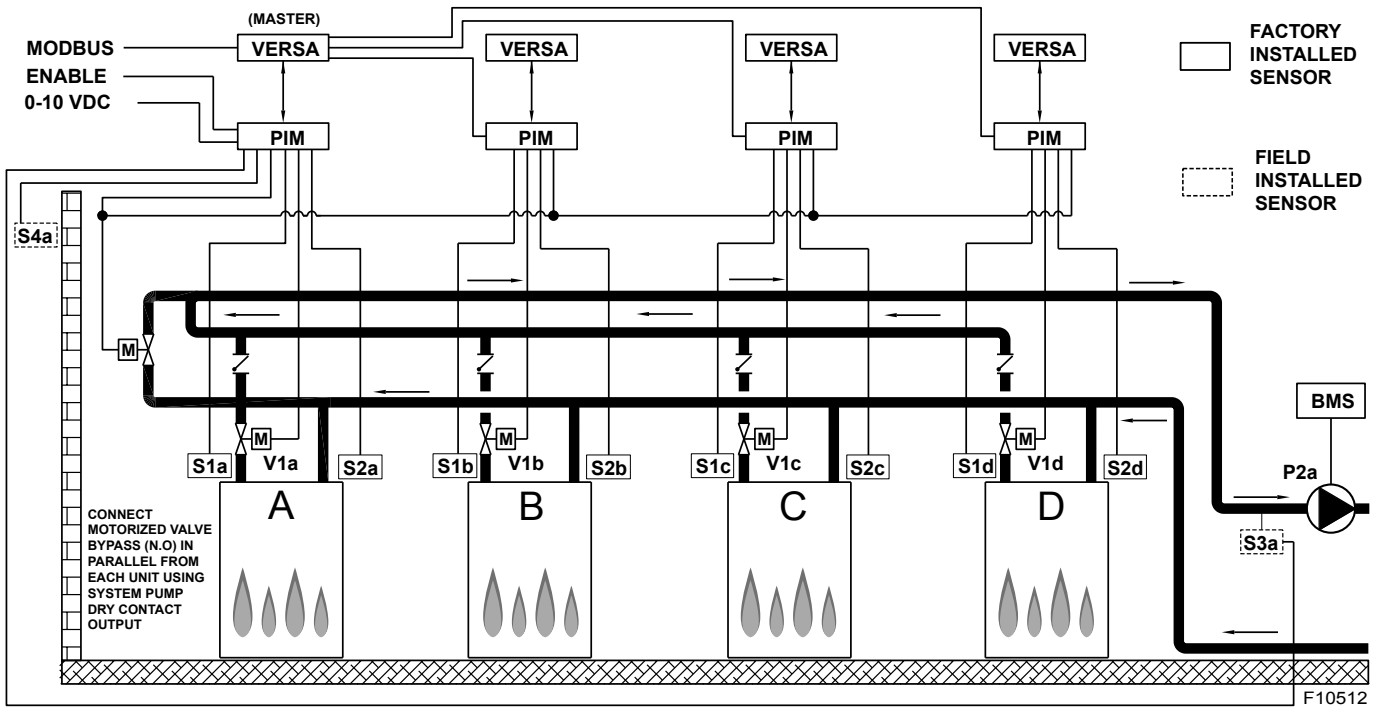 (MASTER)
MODBUS
VERSA
VERSA
VERSA
VERSA
ENABLE
0-10 VDC
PIM
PIM
PIM
PIM
FACTORY
INSTALLED
SENSOR
FIELD
INSTALLED
SENSOR
S4a
M
BMS
M
M
M
M
S1a
V1a
S2a
S1b
V1b
S2b
S1c
V1c
S2c
S1d
V1d
S2d
P2a
A
B
C
D
S3a
CONNECT
MOTORIZED VALVE
BYPASS (N.O) IN
PARALLEL FROM
EACH UNIT USING
SYSTEM PUMP
DRY CONTACT
OUTPUT
F10512